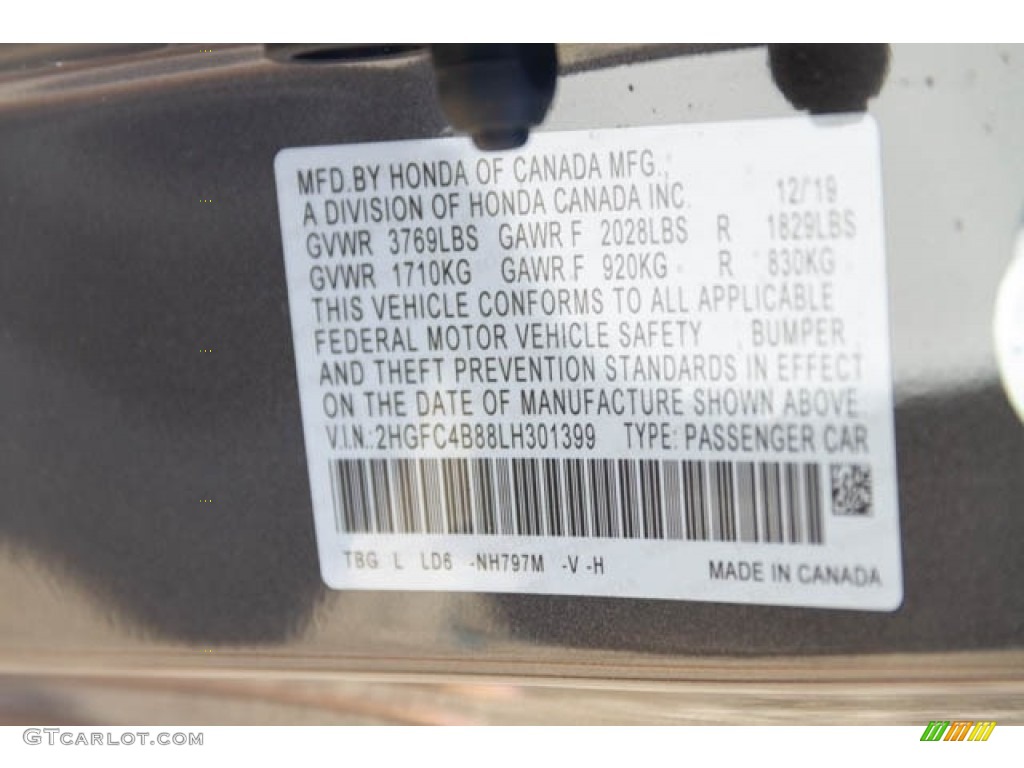 MFD.BY HONDA OF CANADA MFG.,
A DIVISION OF HONDA CANADA INC. 12/19
GVWR 3769LBS GAWR F 2028LBS R 1829LBS
GVWR 1710KG GAWR F 920KG R 830KG
THIS VEHICLE CONFORMS TO ALL APPLICABLE
FEDERAL MOTOR VEHICLE SAFETY , BUMPER ,
AND THEFT PREVENTION STANDARDS IN EFFECT
ON THE DATE OF MANUFACTURE SHOWN ABOVE.
V.I.N.:2HGFC4B88LH301399 TYPE: PASSENGER CAR
TBG L LD6 -NH797M -V -H MADE IN CANADA
GTCARLOT.COM